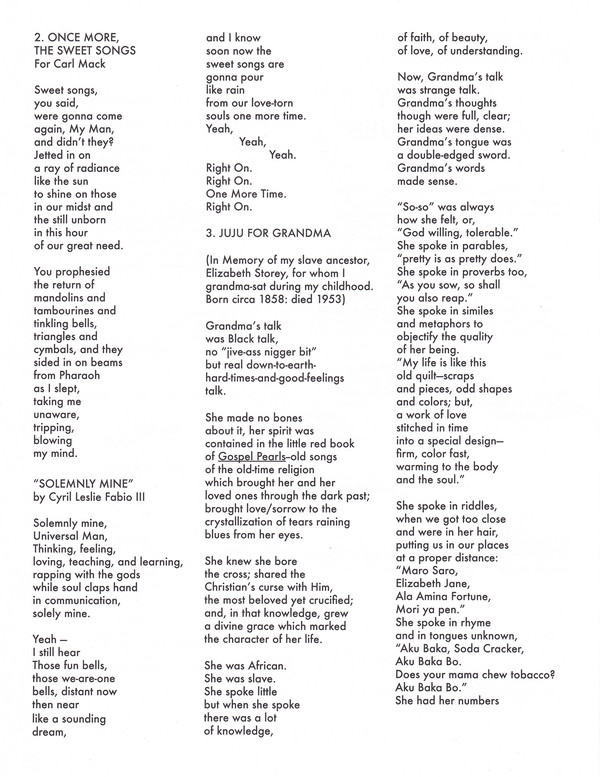 2. ONCE MORE,
THE SWEET SONGS
For Carl Mack
Sweet songs,
you said,
were gonna come
again, My Man,
and didn't they?
Jetted in on
a ray of radiance
like the sun
to shine on those
in our midst and
the still unborn
in this hour
of our great need.
You prophesied
the return of
mandolins and
tambourines and
tinkling bells,
triangles and
cymbals, and they
sided in on beams
from Pharaoh
as I slept,
taking me
unaware,
tripping,
blowing
my mind.
"SOLEMNLY MINE"
by Cyril Leslie Fabio III
Solemnly mine,
Universal Man,
Thinking, feeling,
loving, teaching, and learning,
rapping with the gods
while soul claps hand
in communication,
solely mine.
Yeah —
I still hear
Those fun bells,
those we-are-one
bells, distant now
then near
like a sounding
dream,
and I know
soon now the
sweet songs are
gonna pour
like rain
from our love-torn
souls one more time.
Yeah,
Yeah,
Yeah.
Right On.
Right On.
One More Time.
Right On.
3. JUJU FOR GRANDMA
(In Memory of my slave ancestor,
Elizabeth Storey, for whom I
grandma-sat during my childhood.
Born circa 1858: died 1953)
Grandma's talk
was Black talk,
no "jive-ass nigger bit"
but real down-to-earth-
hard-times-and-good-feelings
talk.
She made no bones
about it, her spirit was
contained in the little red book
of Gospel Pearls—old songs
of the old-time religion
which brought her and her
loved ones through the dark past;
brought love/sorrow to the
crystallization of tears raining
blues from her eyes.
She knew she bore
the cross; shared the
Christian's curse with Him,
the most beloved yet crucified;
and, in that knowledge, grew
a divine grace which marked
the character of her life.
She was African.
She was slave.
She spoke little
but when she spoke
there was a lot
of knowledge,
of faith, of beauty,
of love, of understanding.
Now, Grandma's talk
was strange talk.
Grandma's thoughts
though were full, clear;
her ideas were dense.
Grandma's tongue was
a double-edged sword.
Grandma's words
made sense.
"So-so" was always
how she felt, or,
"God willing, tolerable."
She spoke in parables,
"pretty is as pretty does."
She spoke in proverbs too,
"As you sow, so shall
you also reap."
She spoke in similes
and metaphors to
objectify the quality
of her being.
"My life is like this
old quilt—scraps
and pieces, odd shapes
and colors; but,
a work of love
stitched in time
into a special design—
firm, color fast,
warming to the body
and the soul."
She spoke in riddles,
when we got too close
and were in her hair,
putting us in our places
at a proper distance:
"Maro Saro,
Elizabeth Jane,
Ala Amina Fortune,
Mori ya pen."
She spoke in rhyme
and in tongues unknown,
"Aku Baka, Soda Cracker,
Aku Baka Bo.
Does your mama chew tobacco?
Aku Baka Bo."
She had her numbers